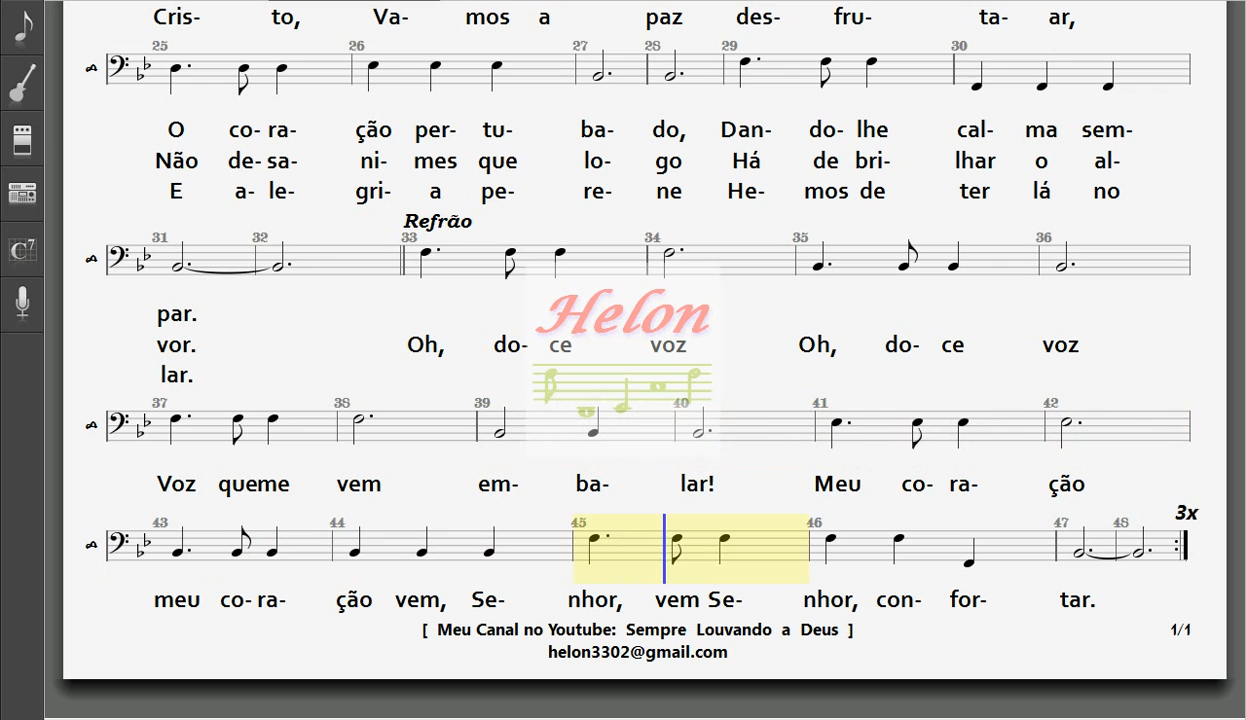 Cris- to, Va- mos a paz des- fru- ta- ar,
25 26 27 28 29 30
O co- ra- ção per- tu- ba- do, Dan- do- lhe cal- ma sem-
Não de- sa- ni- mes que lo- go Há de bri- lhar o al-
E a- le- gri- a pe- re- ne He- mos de ter lá no
Refrão
31 32 33 34 35 36
C7
par.
Helon
vor. Oh, do- ce voz Oh, do- ce voz
lar.
37 38 39 40 41 42
Voz queme vem em- ba- lar! Meu co- ra- ção
3x
43 44 45 46 47 48
meu co- ra- ção vem, Se- nhor, vem Se- nhor, con- for- tar.
[ Meu Canal no Youtube: Sempre Louvando a Deus ] 1/1
helon3302@gmail.com